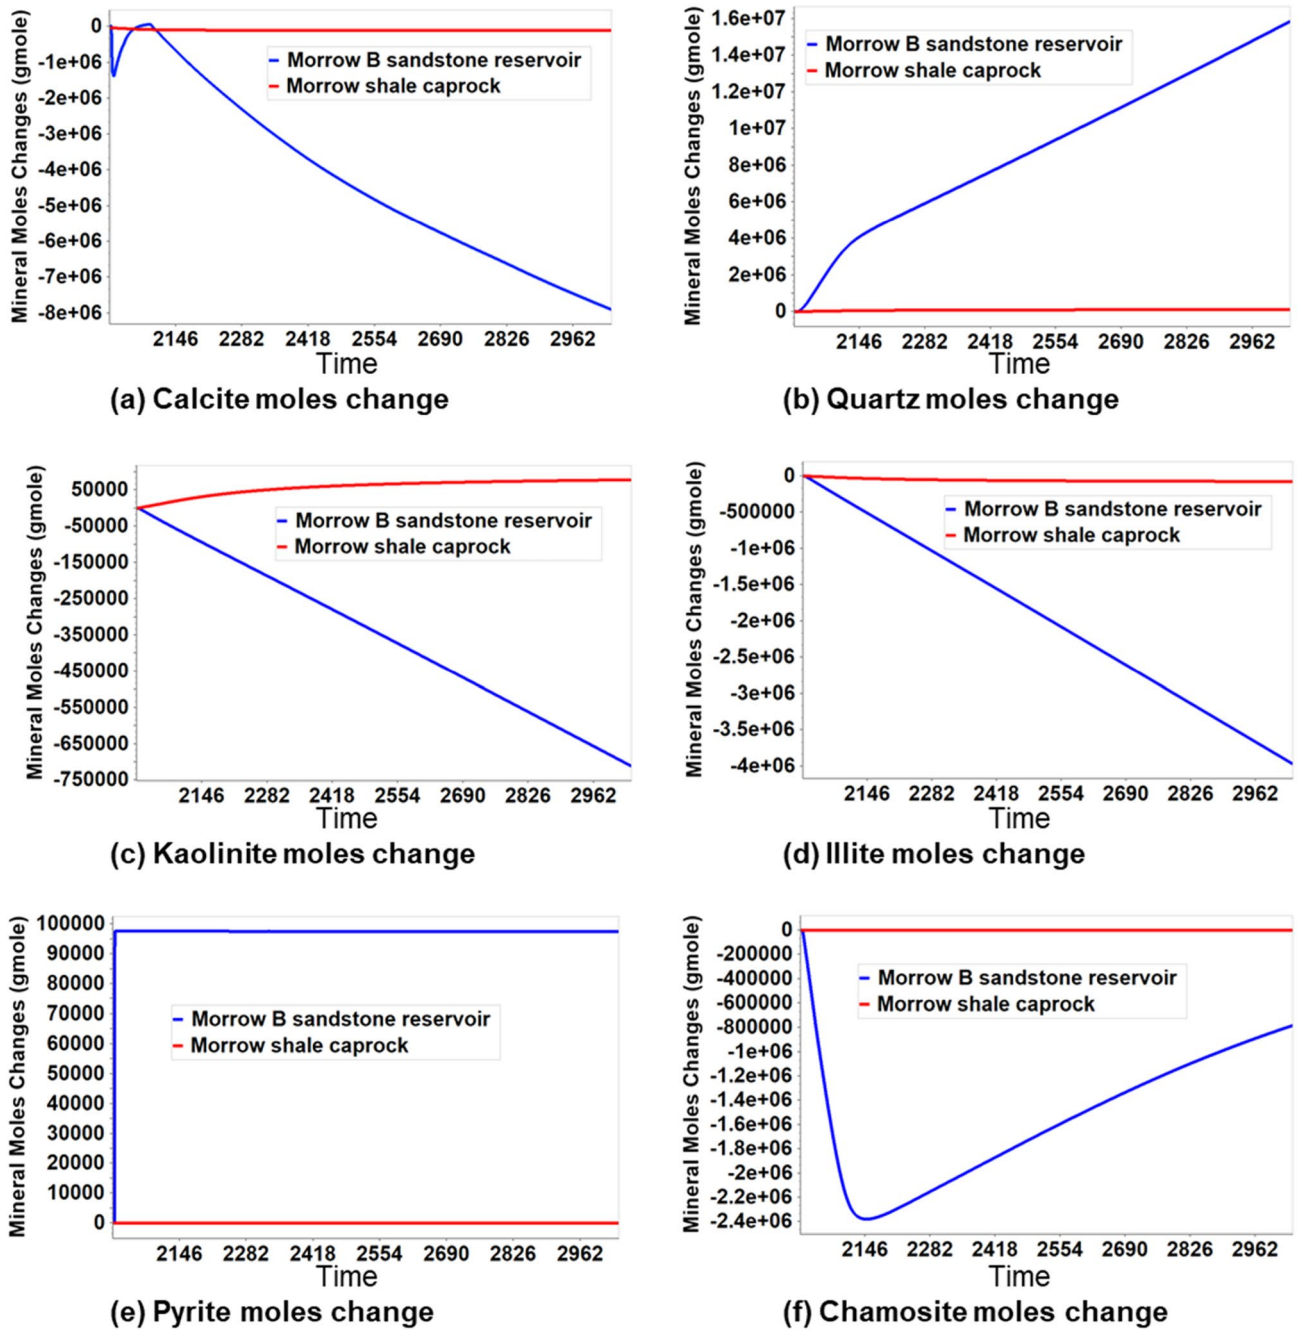 Mineral Moles Changes (gmole)
0
-1e+06
-2e+06
-3e+06
-4e+06
-5e+06
-6e+06
-7e+06
-8e+06
Morrow B sandstone reservoir
Morrow shale caprock
2146 2282 2418 2554 2690 2826 2962
Time
(a) Calcite moles change
Mineral Moles Changes (gmole)
1.6e+07
1.4e+07
1.2e+07
1e+07
8e+06
6e+06
4e+06
2e+06
0
Morrow B sandstone reservoir
Morrow shale caprock
2146 2282 2418 2554 2690 2826 2962
Time
(b) Quartz moles change
Mineral Moles Changes (gmole)
50000
-50000
-150000
-250000
-350000
-450000
-550000
-650000
-750000
Morrow B sandstone reservoir
Morrow shale caprock
2146 2282 2418 2554 2690 2826 2962
Time
(c) Kaolinite moles change
Mineral Moles Changes (gmole)
0
-500000
-1e+06
-1.5e+06
-2e+06
-2.5e+06
-3e+06
-3.5e+06
-4e+06
Morrow B sandstone reservoir
Morrow shale caprock
2146 2282 2418 2554 2690 2826 2962
Time
(d) Illite moles change
Mineral Moles Changes (gmole)
100000
90000
80000
70000
60000
50000
40000
30000
20000
10000
0
Morrow B sandstone reservoir
Morrow shale caprock
2146 2282 2418 2554 2690 2826 2962
Time
(e) Pyrite moles change
Mineral Moles Changes (gmole)
0
-200000
-400000
-600000
-800000
-1e+06
-1.2e+06
-1.4e+06
-1.6e+06
-1.8e+06
-2e+06
-2.2e+06
-2.4e+06
Morrow B sandstone reservoir
Morrow shale caprock
2146 2282 2418 2554 2690 2826 2962
Time
(f) Chamosite moles change